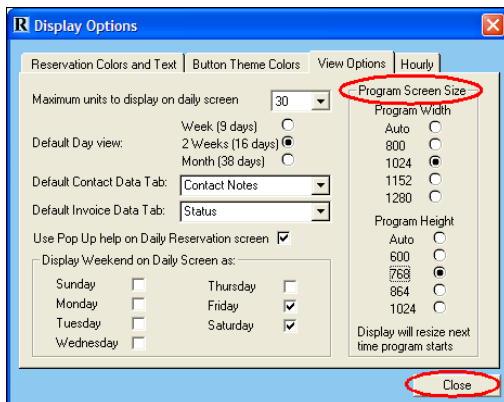 R Display Options
Reservation Colors and Text
Button Theme Colors
View Options
Hourly
Maximum units to display on daily screen
30
Default Day view:
Week (9 days)
2 Weeks (16 days)
Month (38 days)
Default Contact Data Tab:
Contact Notes
Default Invoice Data Tab:
Status
Use Pop Up help on Daily Reservation screen
Display Weekend on Daily Screen as:
Sunday
Monday
Tuesday
Wednesday
Thursday
Friday
Saturday
Program Screen Size
Program Width
Auto
800
1024
1152
1280
Program Height
Auto
600
768
864
1024
Display will resize next
time program starts
Close